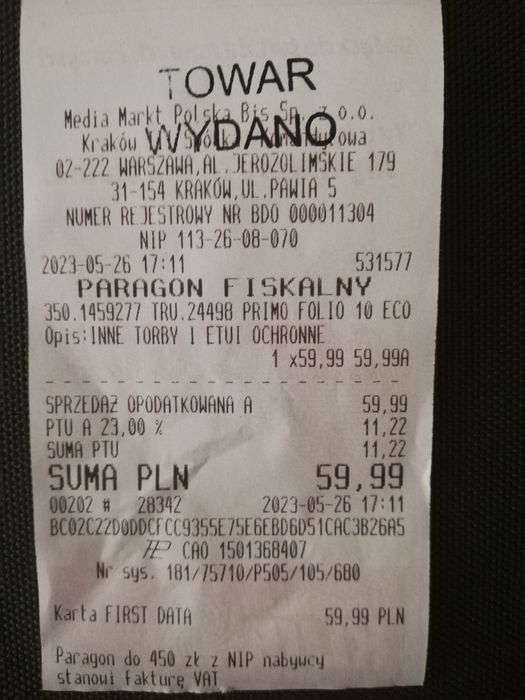 TOWAR
Media Markt Polska Bis Sp. z o.o.
WYDANO
Kraków
02-222 WARSZAWA,AL.JEROZOLIMSKIE 179
31-154 KRAKÓW,UL.PAWIA 5
NUMER REJESTROWY NR BDO 000011304
NIP 113-26-08-070
2023-05-26 17:11 531577
PARAGON FISKALNY
350.1459277 TRU.24498 PRIMO FOLIO 10 ECO
Opis:INNE TORBY I ETUI OCHRONNE
1 x59,99 59,99A
SPRZEDAŻ OPODATKOWANA A 59,99
PTU A 23,00 % 11,22
SUMA PTU 11,22
SUMA PLN 59,99
00202 # 28342 2023-05-26 17:11
BC02C22D0DDCFCC9355E75E6EBD6D51CAC3B26A5
CAO 1501368407
Nr sys. 181/75710/P505/105/680
Karta FIRST DATA 59,99 PLN
Paragon do 450 zł z NIP nabywcy
stanowi fakturę VAT